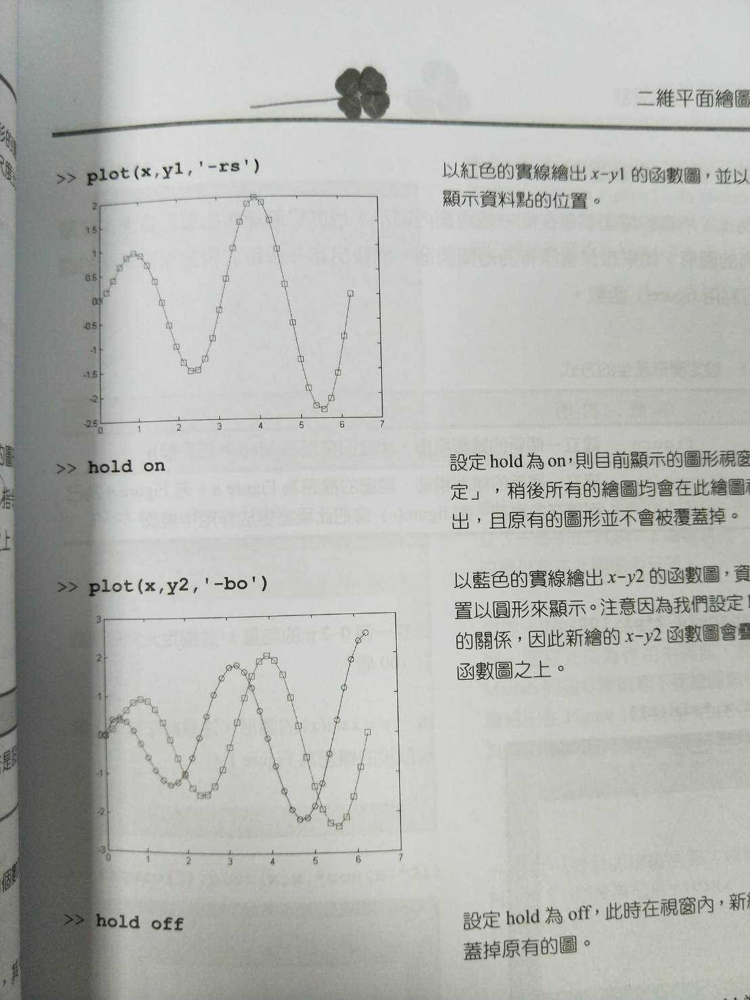 二維平面繪圖
>> plot(x,y1,'-rs')
以紅色的實線繪出 x-y1 的函數圖，並以
顯示資料點的位置。
2
1.5
1
0.5
0
-0.5
-1
-1.5
-2
-2.5
0 1 2 3 4 5 6 7
>> hold on
設定 hold 為 on，則目前顯示的圖形視窗
定」，稍後所有的繪圖均會在此繪圖視
出，且原有的圖形並不會被覆蓋掉。
>> plot(x,y2,'-bo')
以藍色的實線繪出 x-y2 的函數圖，資
置以圓形來顯示。注意因為我們設定
的關係，因此新繪的 x-y2 函數圖會疊
函數圖之上。
3
2
1
0
-1
-2
-3
0 1 2 3 4 5 6 7
>> hold off
設定 hold 為 off，此時在視窗內，新
蓋掉原有的圖。